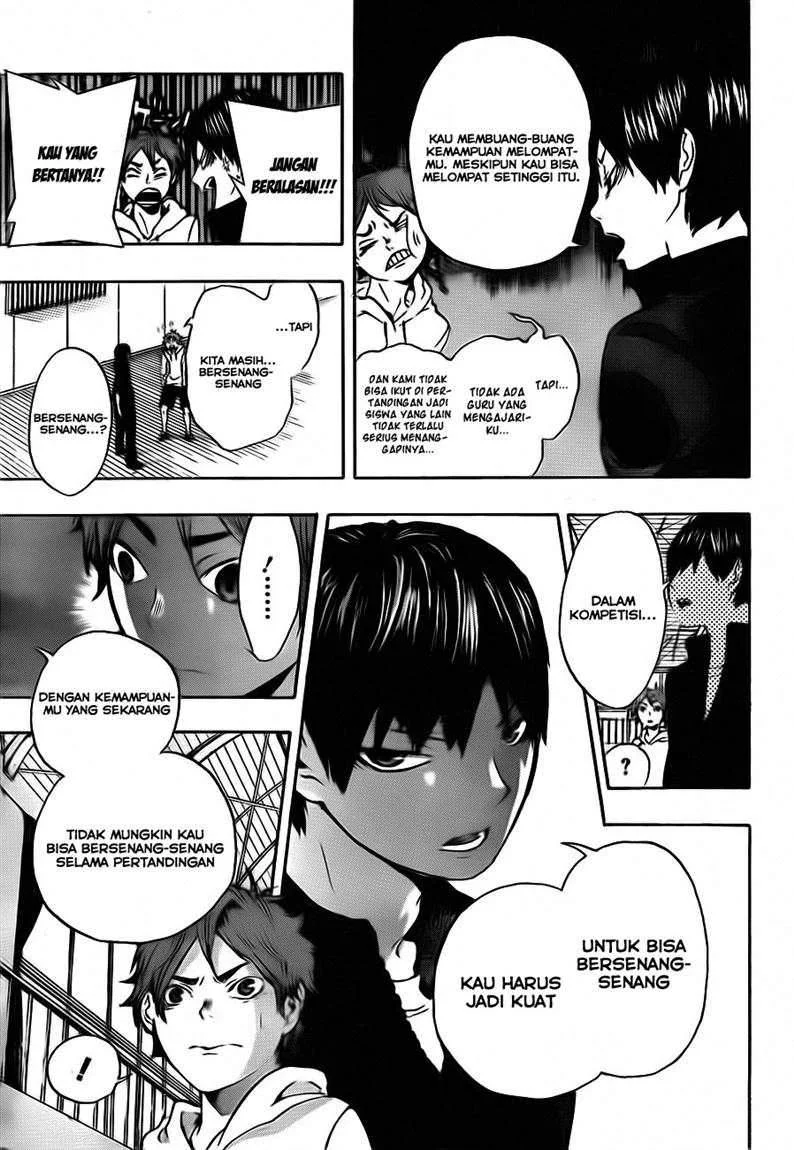 KAU MEMBUANG-BUANG
KEMAMPUAN MELOMPAT-
MU. MESKIPUN KAU BISA
MELOMPAT SETINGGI ITU.
TAPI...
TIDAK ADA
GURU YANG
MENGAJARI-
KU...
DAN KAMI TIDAK
BISA IKUT DI PER-
TANDINGAN JADI
SISWA YANG LAIN
TIDAK TERLALU
SERIUS MENANG-
GAPINYA...
JANGAN
BERALASAN!!!
KAU YANG
BERTANYA!!
...TAPI
KITA MASIH...
BERSENANG-
SENANG
BERSENANG-
SENANG...?
DALAM
KOMPETISI...
?
UNTUK BISA
BERSENANG-
SENANG
KAU HARUS
JADI KUAT
!......
DENGAN KEMAMPUAN-
MU YANG SEKARANG
TIDAK MUNGKIN KAU
BISA BERSENANG-SENANG
SELAMA PERTANDINGAN
!